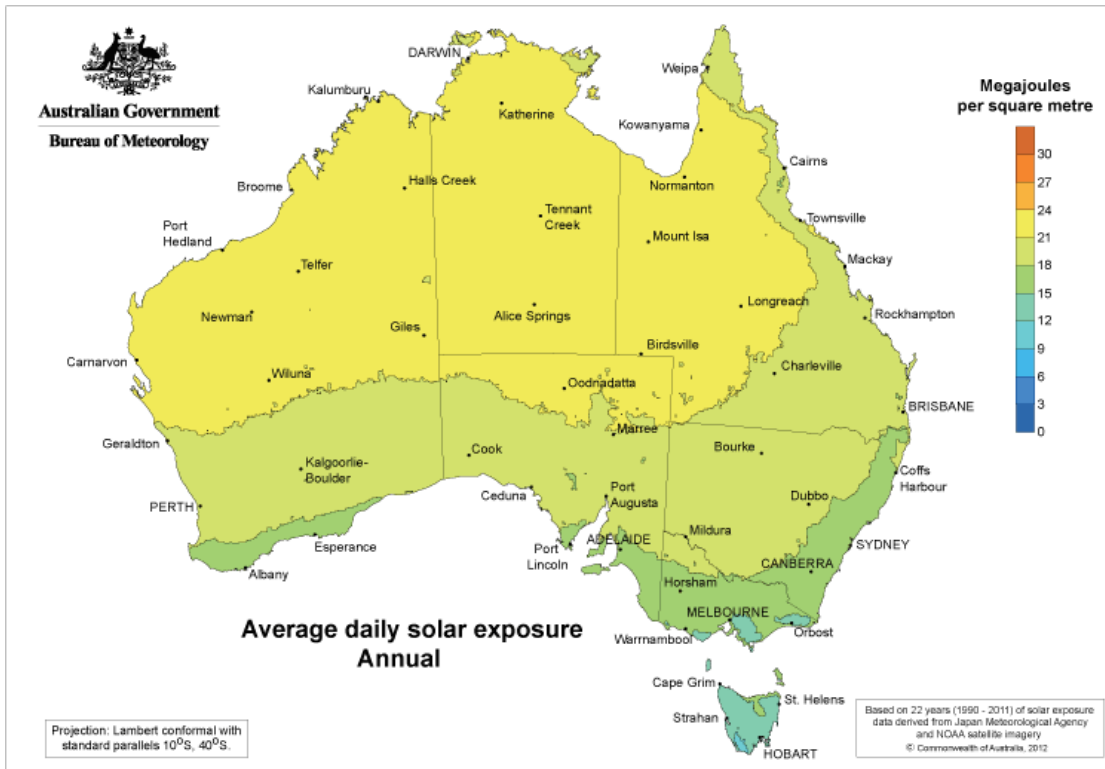 Australian Government
Bureau of Meteorology
Megajoules
per square metre
30
27
24
21
18
15
12
9
6
3
0
DARWIN
Kalumburu
Katherine
Weipa
Kowanyama
Cairns
Broome
Halls Creek
Normanton
Townsville
Port
Hedland
Tennant
Creek
Mount Isa
Mackay
Telfer
Newman
Alice Springs
Longreach
Rockhampton
Giles
Birdsville
Carnarvon
Wiluna
Oodnadatta
Charleville
BRISBANE
Geraldton
Marree
Cook
Bourke
Kalgoorlie-
Boulder
Coffs
Harbour
Ceduna
Port
Augusta
Dubbo
PERTH
Mildura
Esperance
ADELAIDE
SYDNEY
Port
Lincoln
Albany
CANBERRA
Horsham
MELBOURNE
Warrnambool
Orbost
Average daily solar exposure
Annual
Cape Grim
St. Helens
Strahan
HOBART
Projection: Lambert conformal with
standard parallels 10°S, 40°S.
Based on 22 years (1990 - 2011) of solar exposure
data derived from Japan Meteorological Agency
and NOAA satellite imagery
© Commonwealth of Australia, 2012